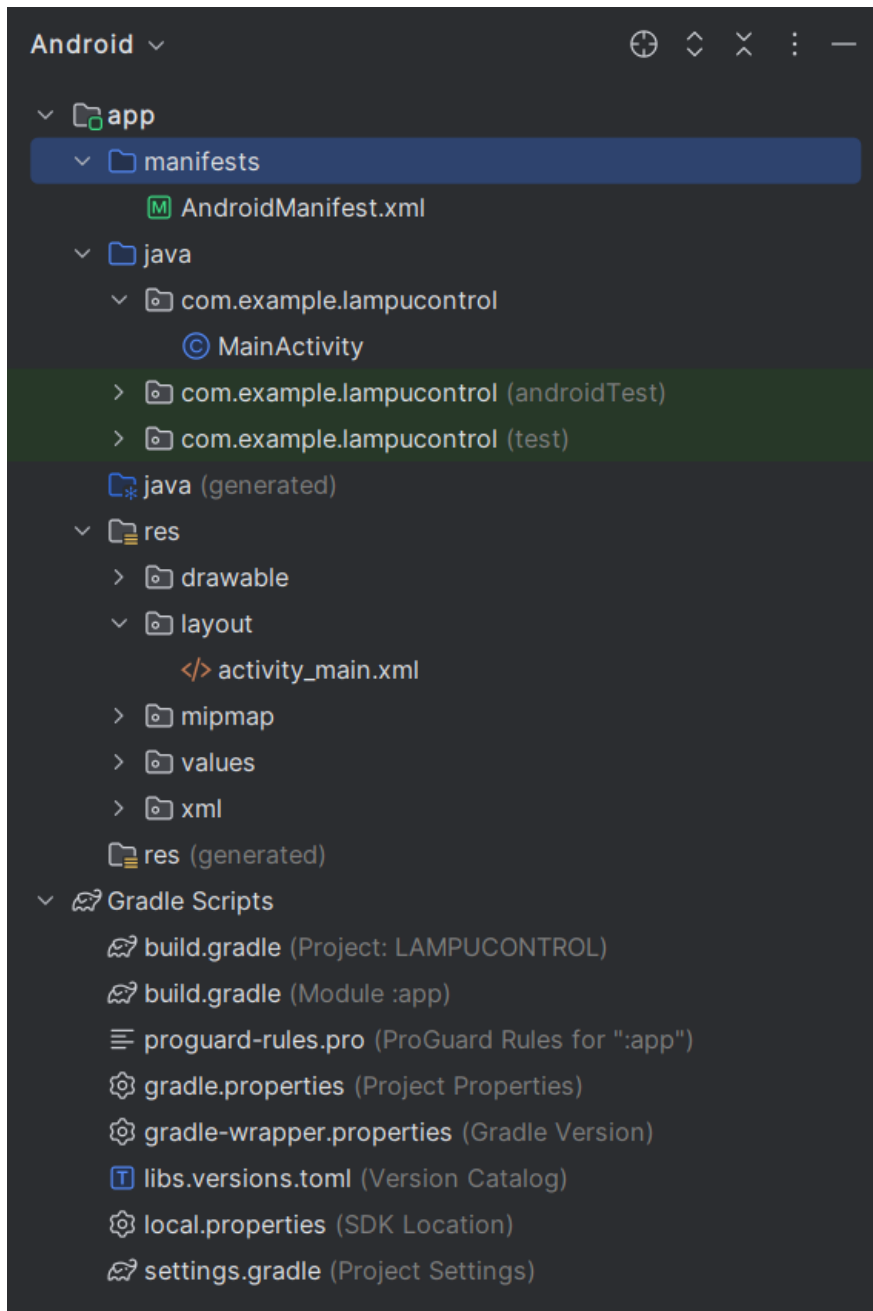 Android
app
manifests
AndroidManifest.xml
java
com.example.lampucontrol
MainActivity
com.example.lampucontrol (androidTest)
com.example.lampucontrol (test)
java (generated)
res
drawable
layout
activity_main.xml
mipmap
values
xml
res (generated)
Gradle Scripts
build.gradle (Project: LAMPUCONTROL)
build.gradle (Module :app)
proguard-rules.pro (ProGuard Rules for ":app")
gradle.properties (Project Properties)
gradle-wrapper.properties (Gradle Version)
libs.versions.toml (Version Catalog)
local.properties (SDK Location)
settings.gradle (Project Settings)